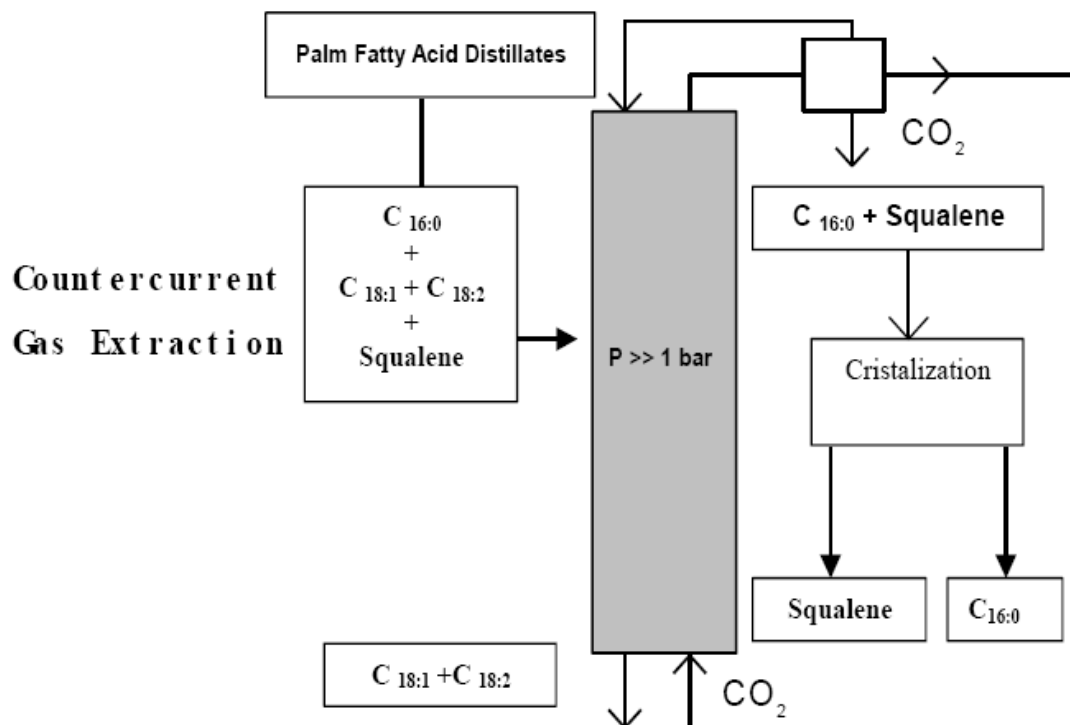 Palm Fatty Acid Distillates
CO2
C 16:0
+
C 18:1 + C 18:2
+
Squalene
C 16:0 + Squalene
Countercurrent
Gas Extraction
P >> 1 bar
Cristalization
Squalene
C16:0
C 18:1 +C 18:2
CO2